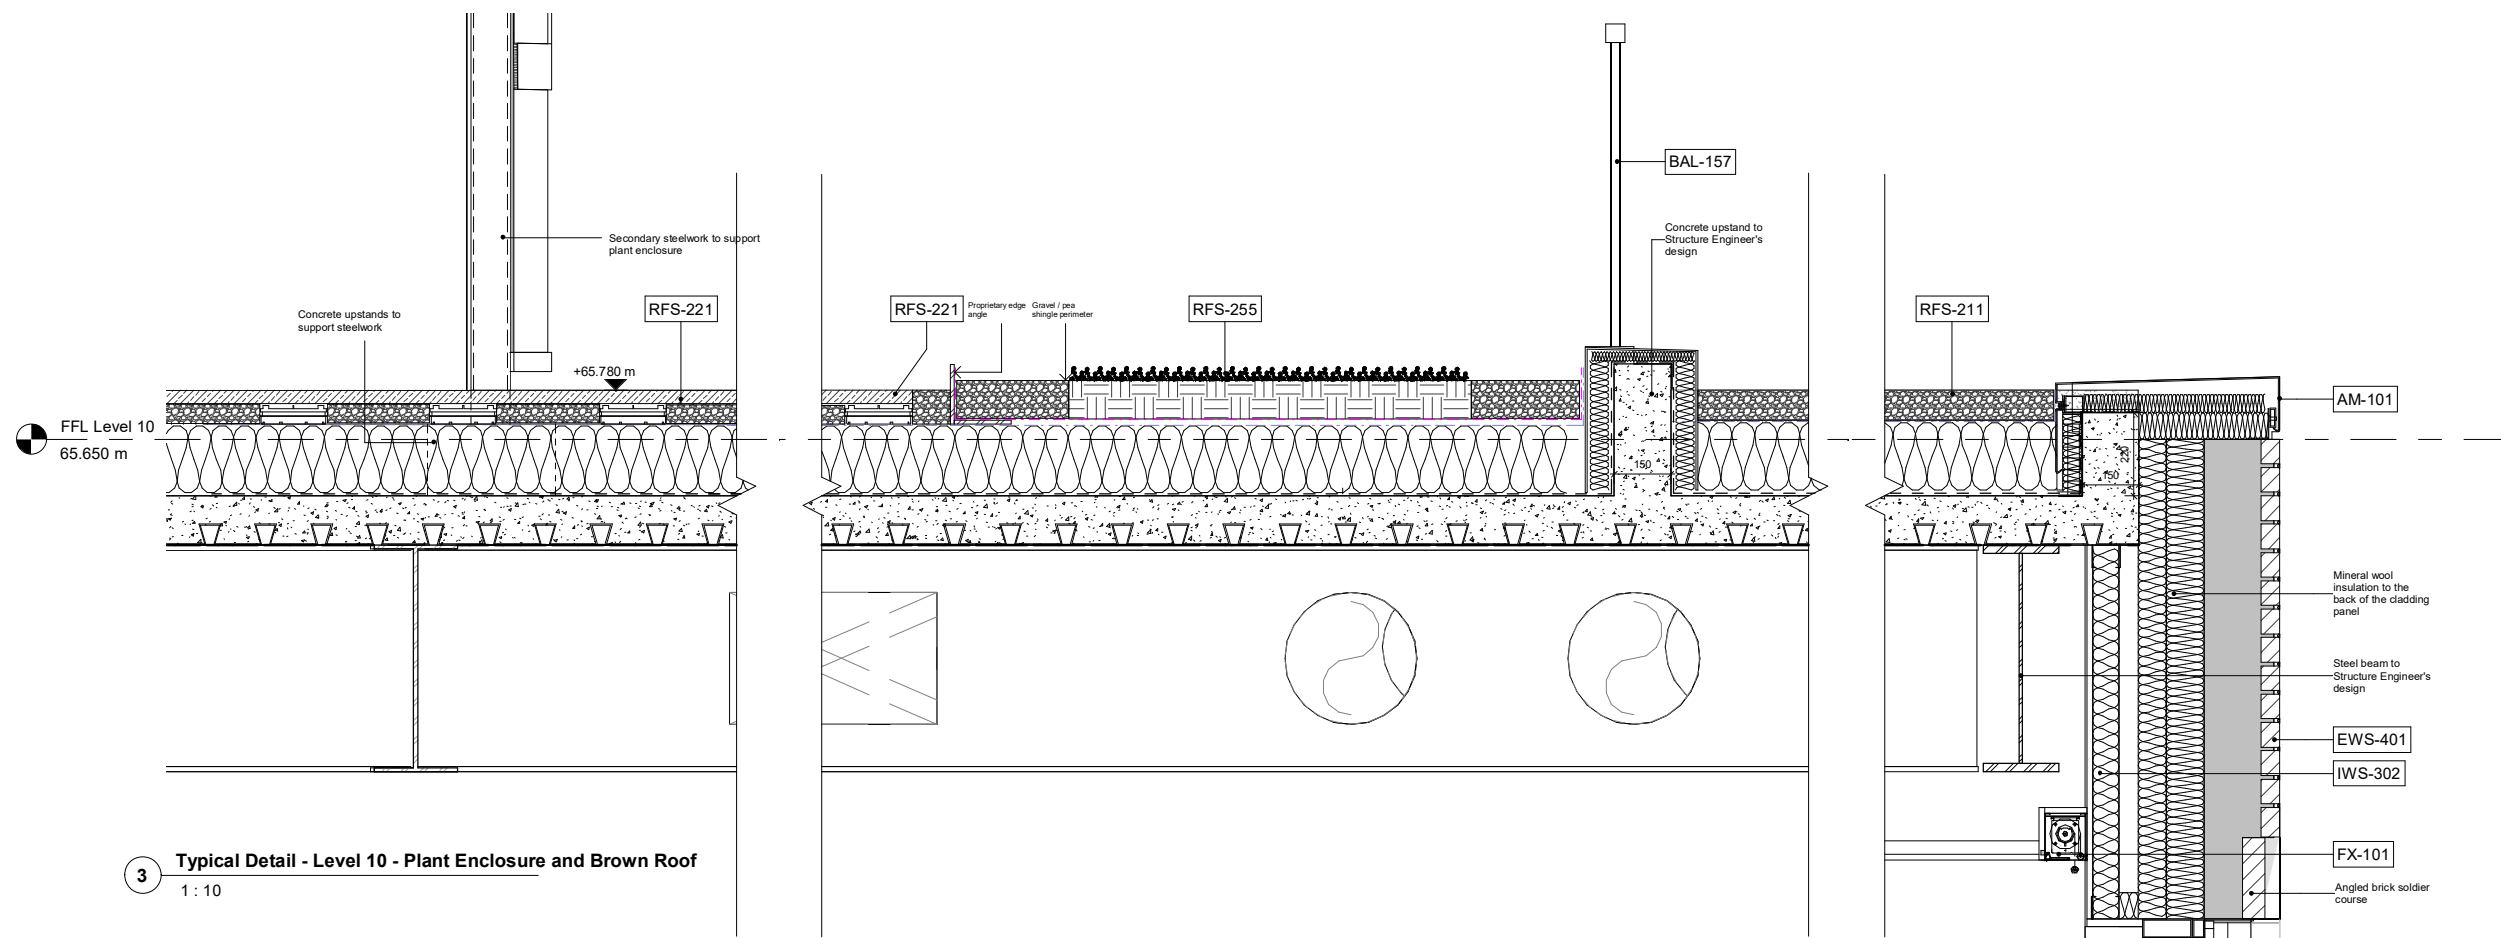 BAL-157
Secondary steelwork to support
plant enclosure
Concrete upstand to
Structure Engineer's
design
Concrete upstands to
support steelwork
RFS-221
RFS-221
Proprietary edge
angle
Gravel / pea
shingle perimeter
RFS-255
RFS-211
+65.780 m
AM-101
FFL Level 10
65.650 m
150
220
150
Mineral wool
insulation to the
back of the cladding
panel
Steel beam to
Structure Engineer's
design
EWS-401
IWS-302
FX-101
Angled brick soldier
course
3
Typical Detail - Level 10 - Plant Enclosure and Brown Roof
1 : 10